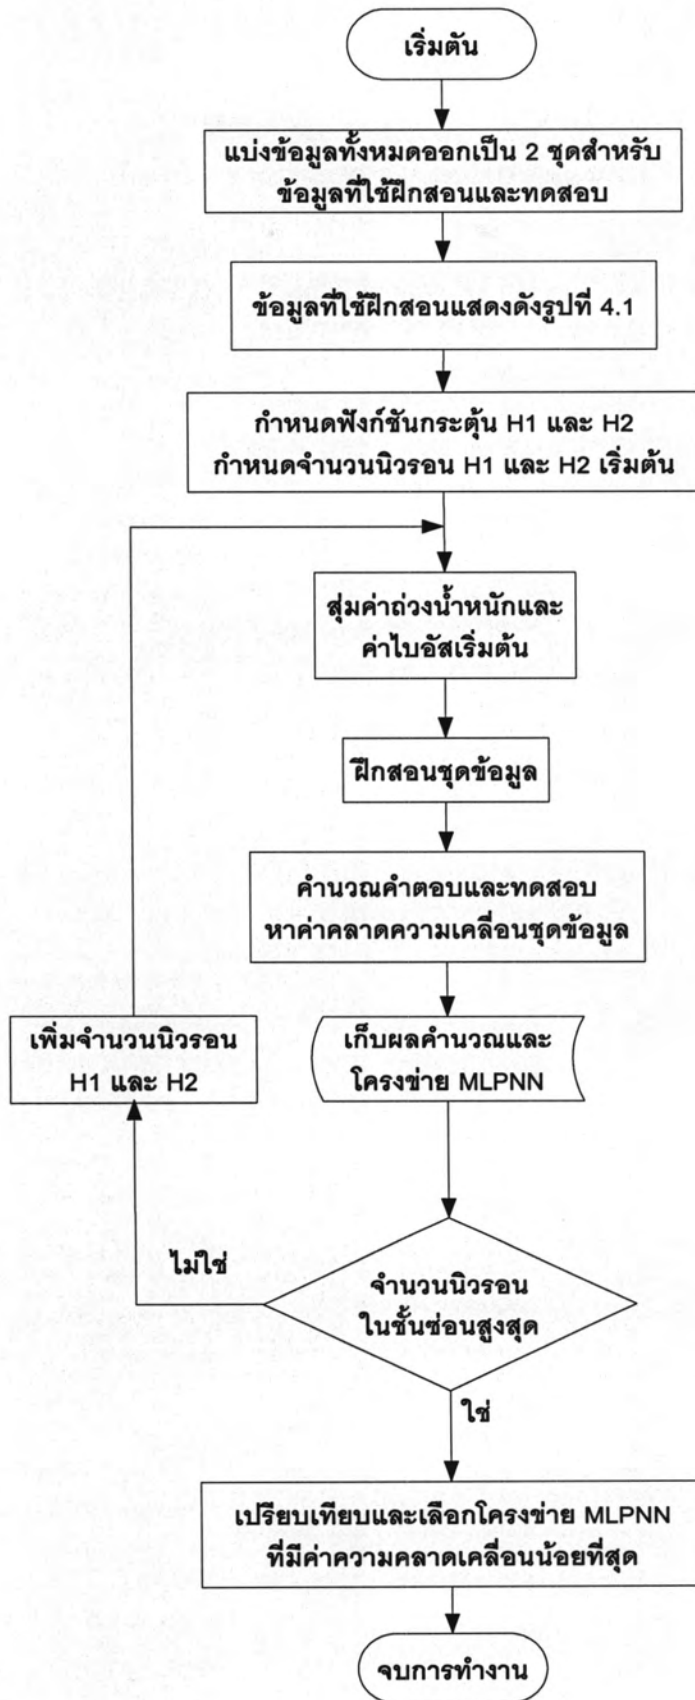 เริ่มต้น
แบ่งข้อมูลทั้งหมดออกเป็น 2 ชุดสำหรับ
ข้อมูลที่ใช้ฝึกสอนและทดสอบ
ข้อมูลที่ใช้ฝึกสอนแสดงดังรูปที่ 4.1
กำหนดฟังก์ชันกระตุ้น H1 และ H2
กำหนดจำนวนนิวรอน H1 และ H2 เริ่มต้น
สุ่มค่าถ่วงน้ำหนักและ
ค่าไบอัสเริ่มต้น
ฝึกสอนชุดข้อมูล
คำนวณคำตอบและทดสอบ
หาค่าคลาดความเคลื่อนชุดข้อมูล
เก็บผลคำนวณและ
โครงข่าย MLPNN
เพิ่มจำนวนนิวรอน
H1 และ H2
จำนวนนิวรอน
ในชั้นซ่อนสูงสุด
ไม่ใช่
ใช่
เปรียบเทียบและเลือกโครงข่าย MLPNN
ที่มีค่าความคลาดเคลื่อนน้อยที่สุด
จบการทำงาน